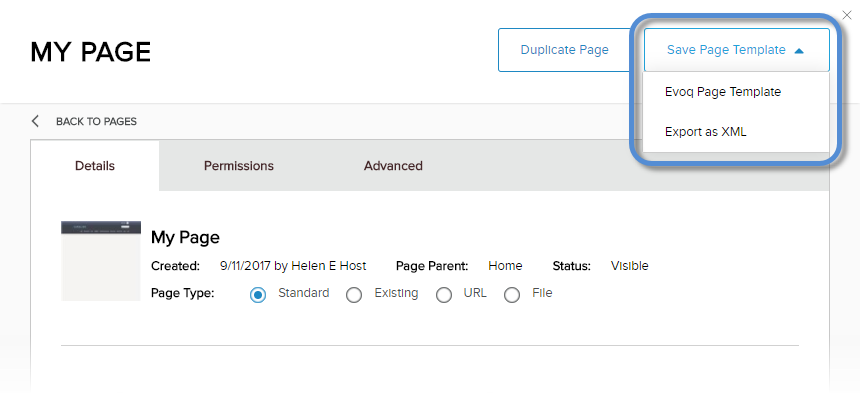 MY PAGE
Duplicate Page
Save Page Template
Evoq Page Template
Export as XML
BACK TO PAGES
Details Permissions Advanced
My Page
Created: 9/11/2017 by Helen E Host Page Parent: Home Status: Visible
Page Type: Standard Existing URL File